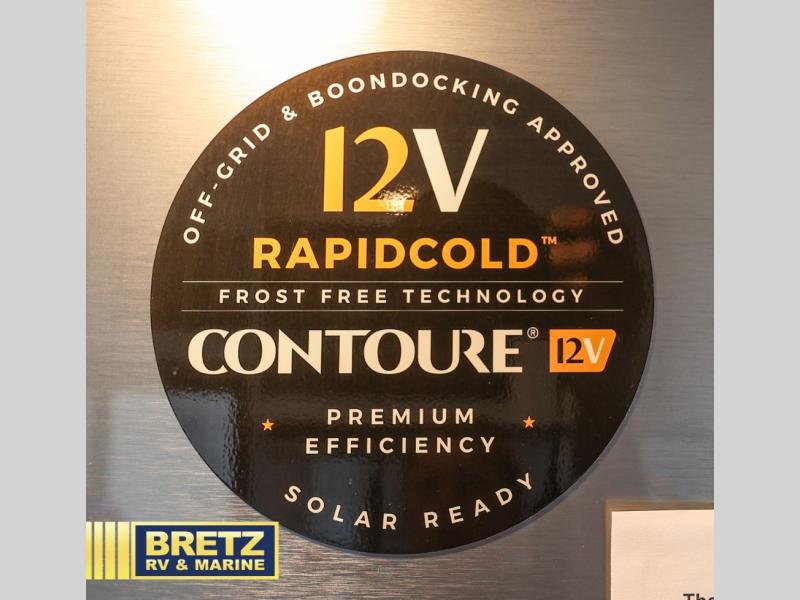 OFF-GRID & BOONDOCKING APPROVED
12V
RAPIDCOLD™
FROST FREE TECHNOLOGY
CONTOURE® 12V
PREMIUM
EFFICIENCY
SOLAR READY
BRETZ
RV & MARINE